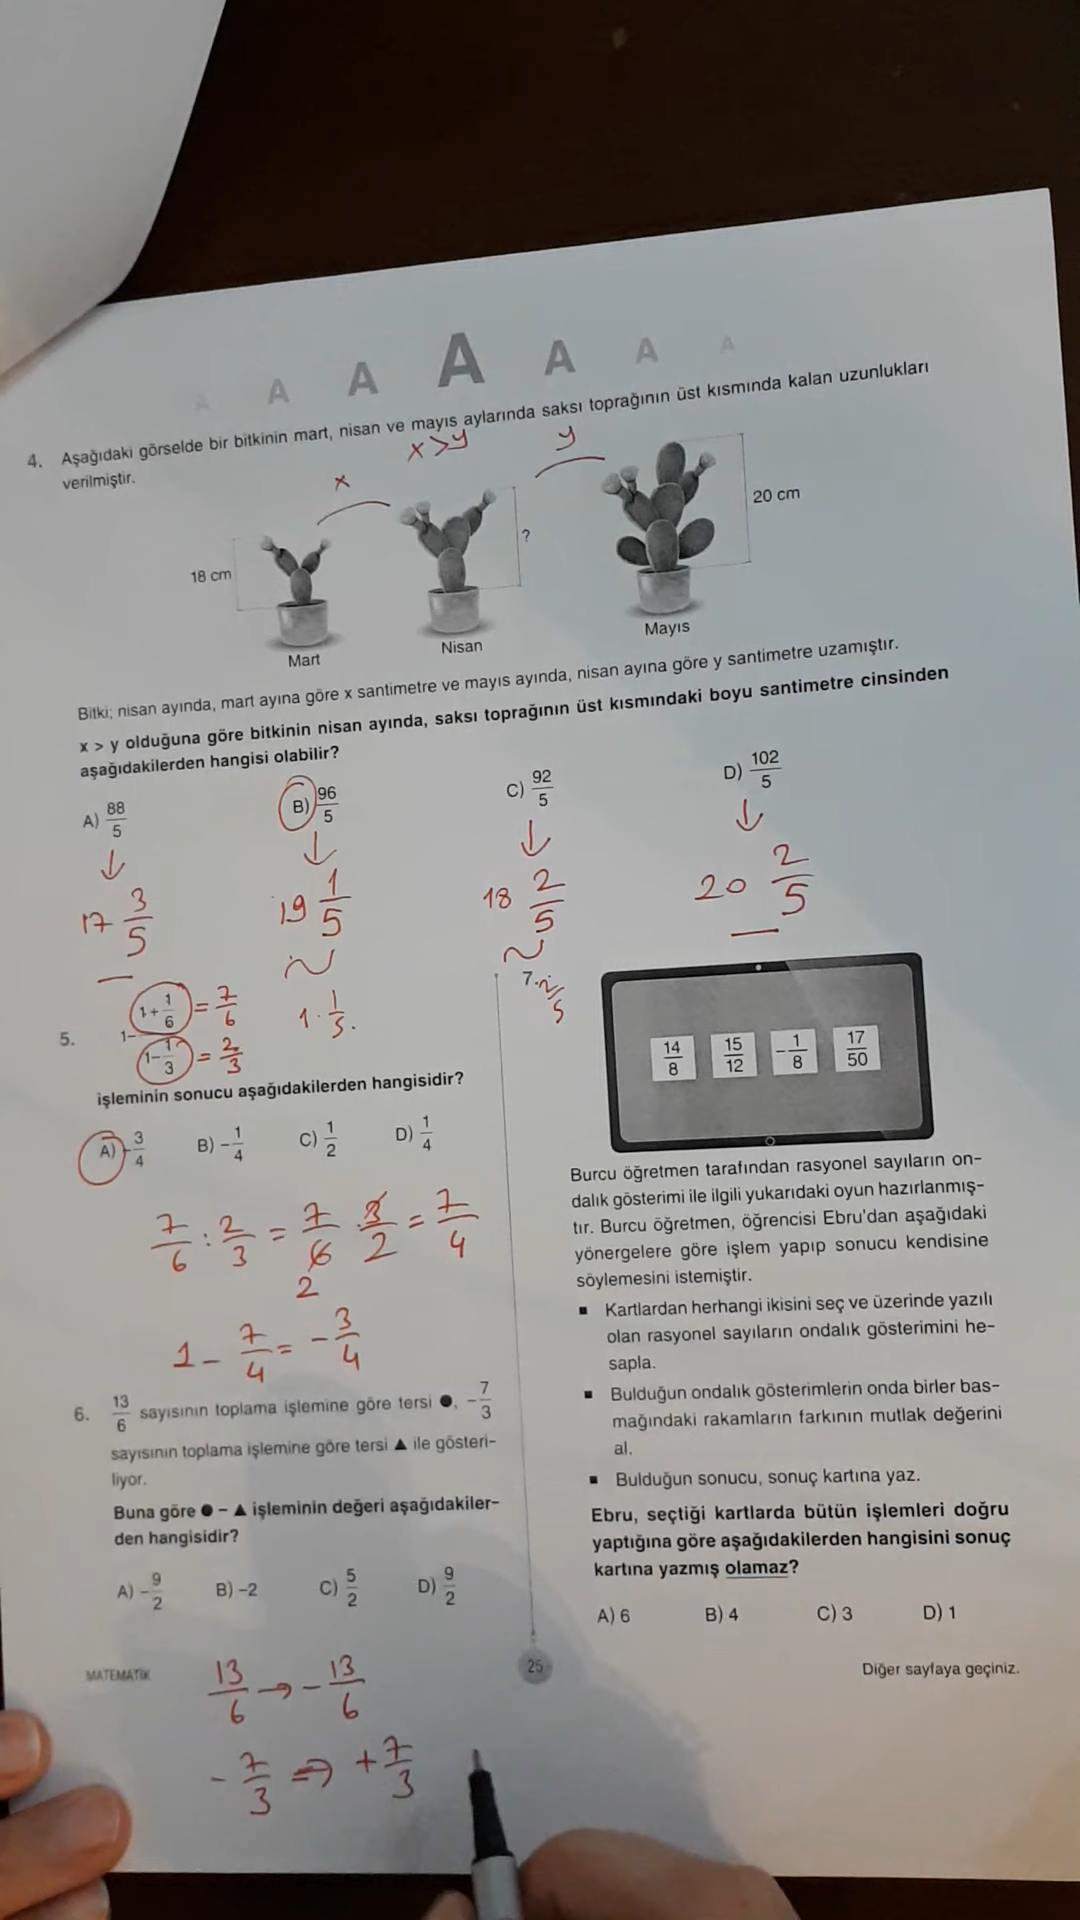 A A A A A A A
4. Aşağıdaki görselde bir bitkinin mart, nisan ve mayıs aylarında saksı toprağının üst kısmında kalan uzunlukları
verilmiştir.
x
x>y
y
18 cm
?
20 cm
Mart
Nisan
Mayıs
Bitki; nisan ayında, mart ayına göre x santimetre ve mayıs ayında, nisan ayına göre y santimetre uzamıştır.
x > y olduğuna göre bitkinin nisan ayında, saksı toprağının üst kısmındaki boyu santimetre cinsinden
aşağıdakilerden hangisi olabilir?
A) 88/5 B) 96/5 C) 92/5 D) 102/5
17 3/5 19 1/5 18 2/5 20 2/5
1 . 1/5.
2/5
5. 1- (1+1/6)/(1-1/3)
= 7/6
= 2/3
işleminin sonucu aşağıdakilerden hangisidir?
A) -3/4 B) -1/4 C) 1/2 D) 1/4
7/6 : 2/3 = 7/6 . 3/2 = 7/4
2
1 - 7/4 = -3/4
6. 13/6 sayısının toplama işlemine göre tersi ●, -7/3
sayısının toplama işlemine göre tersi ▲ ile gösteri-
liyor.
Buna göre ● - ▲ işleminin değeri aşağıdakiler-
den hangisidir?
A) -9/2 B) -2 C) 5/2 D) 9/2
13/6 → -13/6
-7/3 ⇒ +7/3
MATEMATİK
7.
14/8 15/12 -1/8 17/50
Burcu öğretmen tarafından rasyonel sayıların on-
dalık gösterimi ile ilgili yukarıdaki oyun hazırlanmış-
tır. Burcu öğretmen, öğrencisi Ebru'dan aşağıdaki
yönergelere göre işlem yapıp sonucu kendisine
söylemesini istemiştir.
▪ Kartlardan herhangi ikisini seç ve üzerinde yazılı
olan rasyonel sayıların ondalık gösterimini he-
sapla.
▪ Bulduğun ondalık gösterimlerin onda birler bas-
mağındaki rakamların farkının mutlak değerini
al.
▪ Bulduğun sonucu, sonuç kartına yaz.
Ebru, seçtiği kartlarda bütün işlemleri doğru
yaptığına göre aşağıdakilerden hangisini sonuç
kartına yazmış olamaz?
A) 6 B) 4 C) 3 D) 1
25
Diğer sayfaya geçiniz.